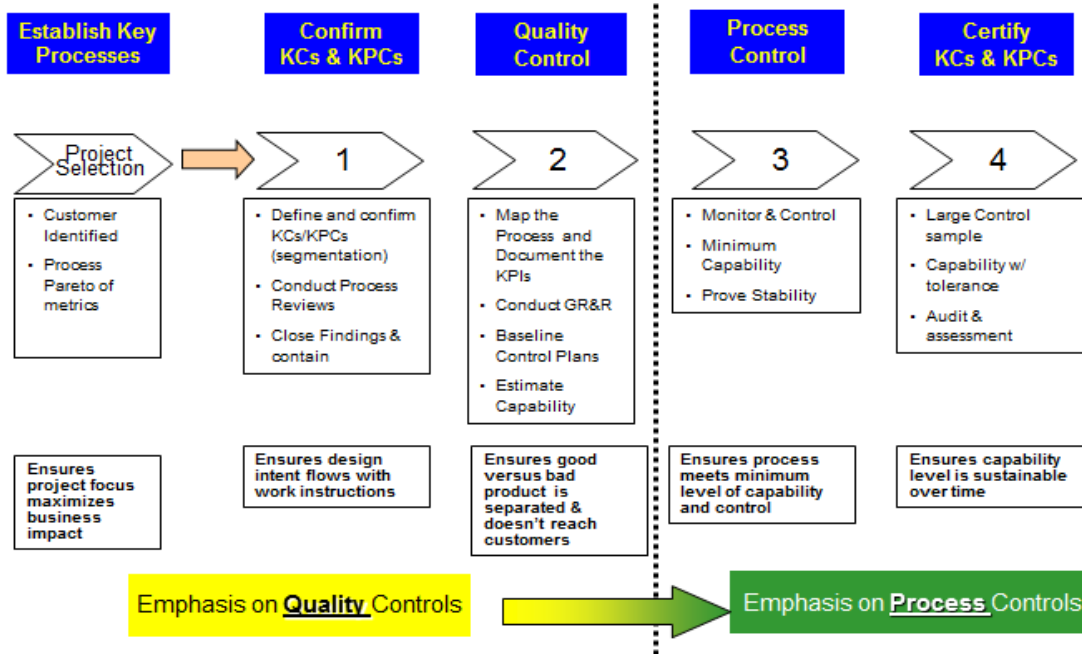 Establish Key
Processes
Confirm
KCs & KPCs
Quality
Control
Process
Control
Certify
KCs & KPCs
Project
Selection
1
2
3
4
• Customer
Identified
• Process
Pareto of
metrics
• Define and confirm
KCs/KPCs
(segmentation)
• Conduct Process
Reviews
• Close Findings &
contain
• Map the
Process and
Document the
KPIs
• Conduct GR&R
• Baseline
Control Plans
• Estimate
Capability
• Monitor & Control
• Minimum
Capability
• Prove Stability
• Large Control
sample
• Capability w/
tolerance
• Audit &
assessment
Ensures
project focus
maximizes
business
impact
Ensures design
intent flows with
work instructions
Ensures good
versus bad
product is
separated &
doesn't reach
customers
Ensures process
meets minimum
level of capability
and control
Ensures capability
level is sustainable
over time
Emphasis on Quality Controls
Emphasis on Process Controls